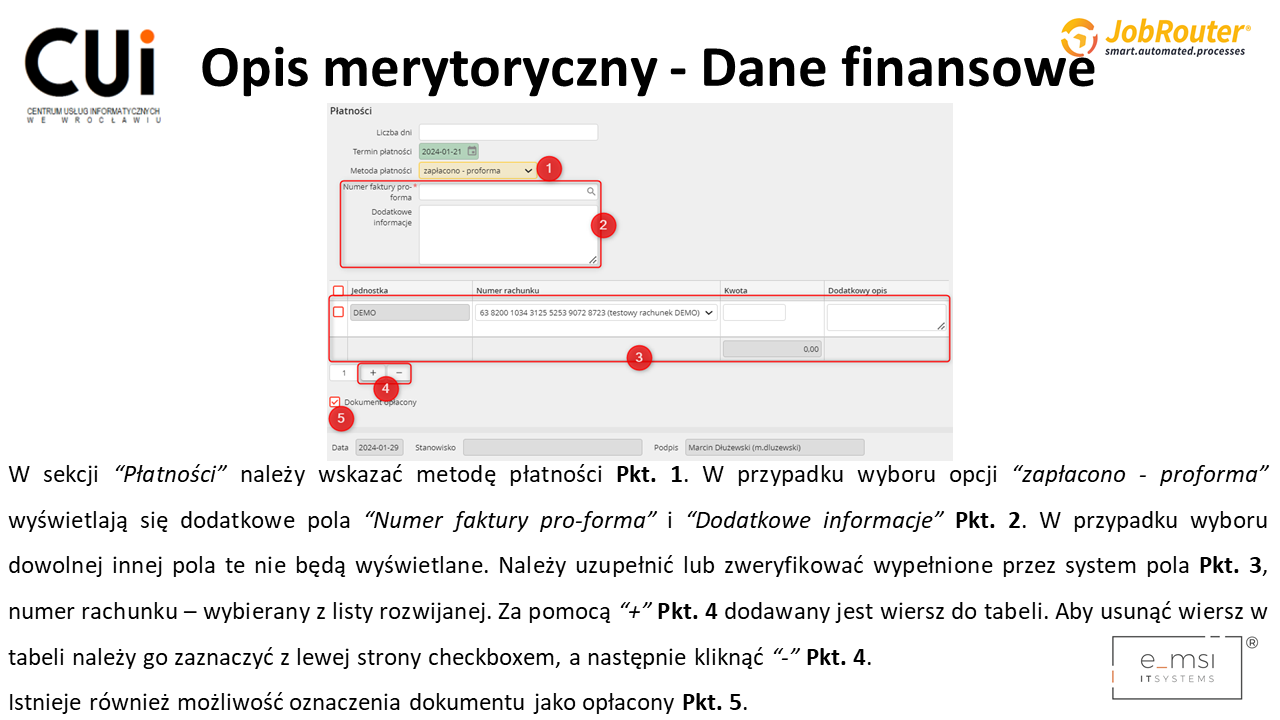 CUi
CENTRUM USŁUG INFORMATYCZNYCH
WE WROCŁAWIU
Opis merytoryczny - Dane finansowe
JobRouter®
smart.automated.processes
Płatności
Liczba dni
Termin płatności 2024-01-21
Metoda płatności zapłacono - proforma 1
Numer faktury pro-*
forma
Dodatkowe
informacje
2
Jednostka Numer rachunku Kwota Dodatkowy opis
DEMO 63 8200 1034 3125 5253 9072 8723 (testowy rachunek DEMO)
0,00
3
1 + −
4
Dokument opłacony
5
Data 2024-01-29 Stanowisko Podpis Marcin Dłużewski (m.dluzewski)
W sekcji “Płatności” należy wskazać metodę płatności Pkt. 1. W przypadku wyboru opcji “zapłacono - proforma”
wyświetlają się dodatkowe pola “Numer faktury pro-forma” i “Dodatkowe informacje” Pkt. 2. W przypadku wyboru
dowolnej innej pola te nie będą wyświetlane. Należy uzupełnić lub zweryfikować wypełnione przez system pola Pkt. 3,
numer rachunku – wybierany z listy rozwijanej. Za pomocą “+” Pkt. 4 dodawany jest wiersz do tabeli. Aby usunąć wiersz w
tabeli należy go zaznaczyć z lewej strony checkboxem, a następnie kliknąć “-” Pkt. 4.
Istnieje również możliwość oznaczenia dokumentu jako opłacony Pkt. 5.
e_msi ®
ITSYSTEMS